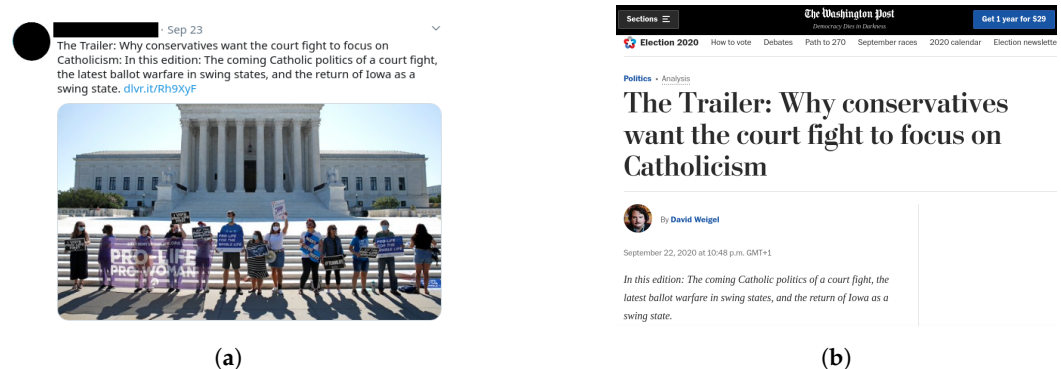 · Sep 23
The Trailer: Why conservatives want the court fight to focus on
Catholicism: In this edition: The coming Catholic politics of a court fight,
the latest ballot warfare in swing states, and the return of Iowa as a
swing state. dlvr.it/Rh9XyF
PRO-LIFE
PRO WOMAN
(a)
Sections
The Washington Post
Democracy Dies in Darkness
Get 1 year for $29
Election 2020 How to vote Debates Path to 270 September races 2020 calendar Election newslette
Politics • Analysis
The Trailer: Why conservatives
want the court fight to focus on
Catholicism
By David Weigel
September 22, 2020 at 10:48 p.m. GMT+1
In this edition: The coming Catholic politics of a court fight, the
latest ballot warfare in swing states, and the return of Iowa as a
swing state.
(b)